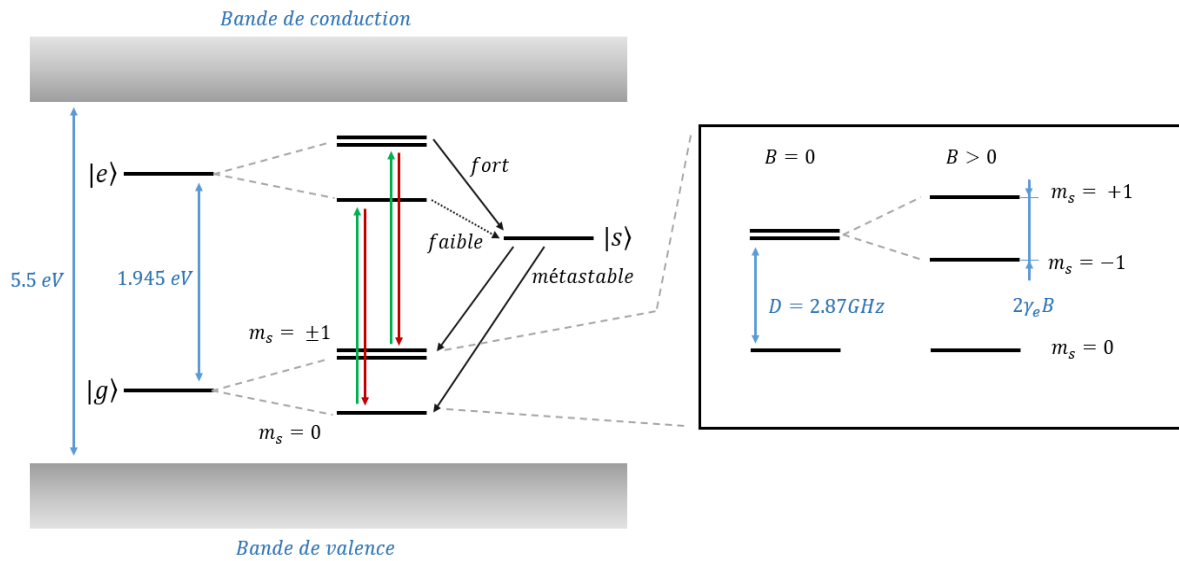 Bande de conduction
|e⟩
fort
faible
|s⟩
métastable
5.5 eV
1.945 eV
m_s = ±1
|g⟩
m_s = 0
Bande de valence
B = 0
B > 0
m_s = +1
m_s = −1
D = 2.87GHz
2γ_eB
m_s = 0